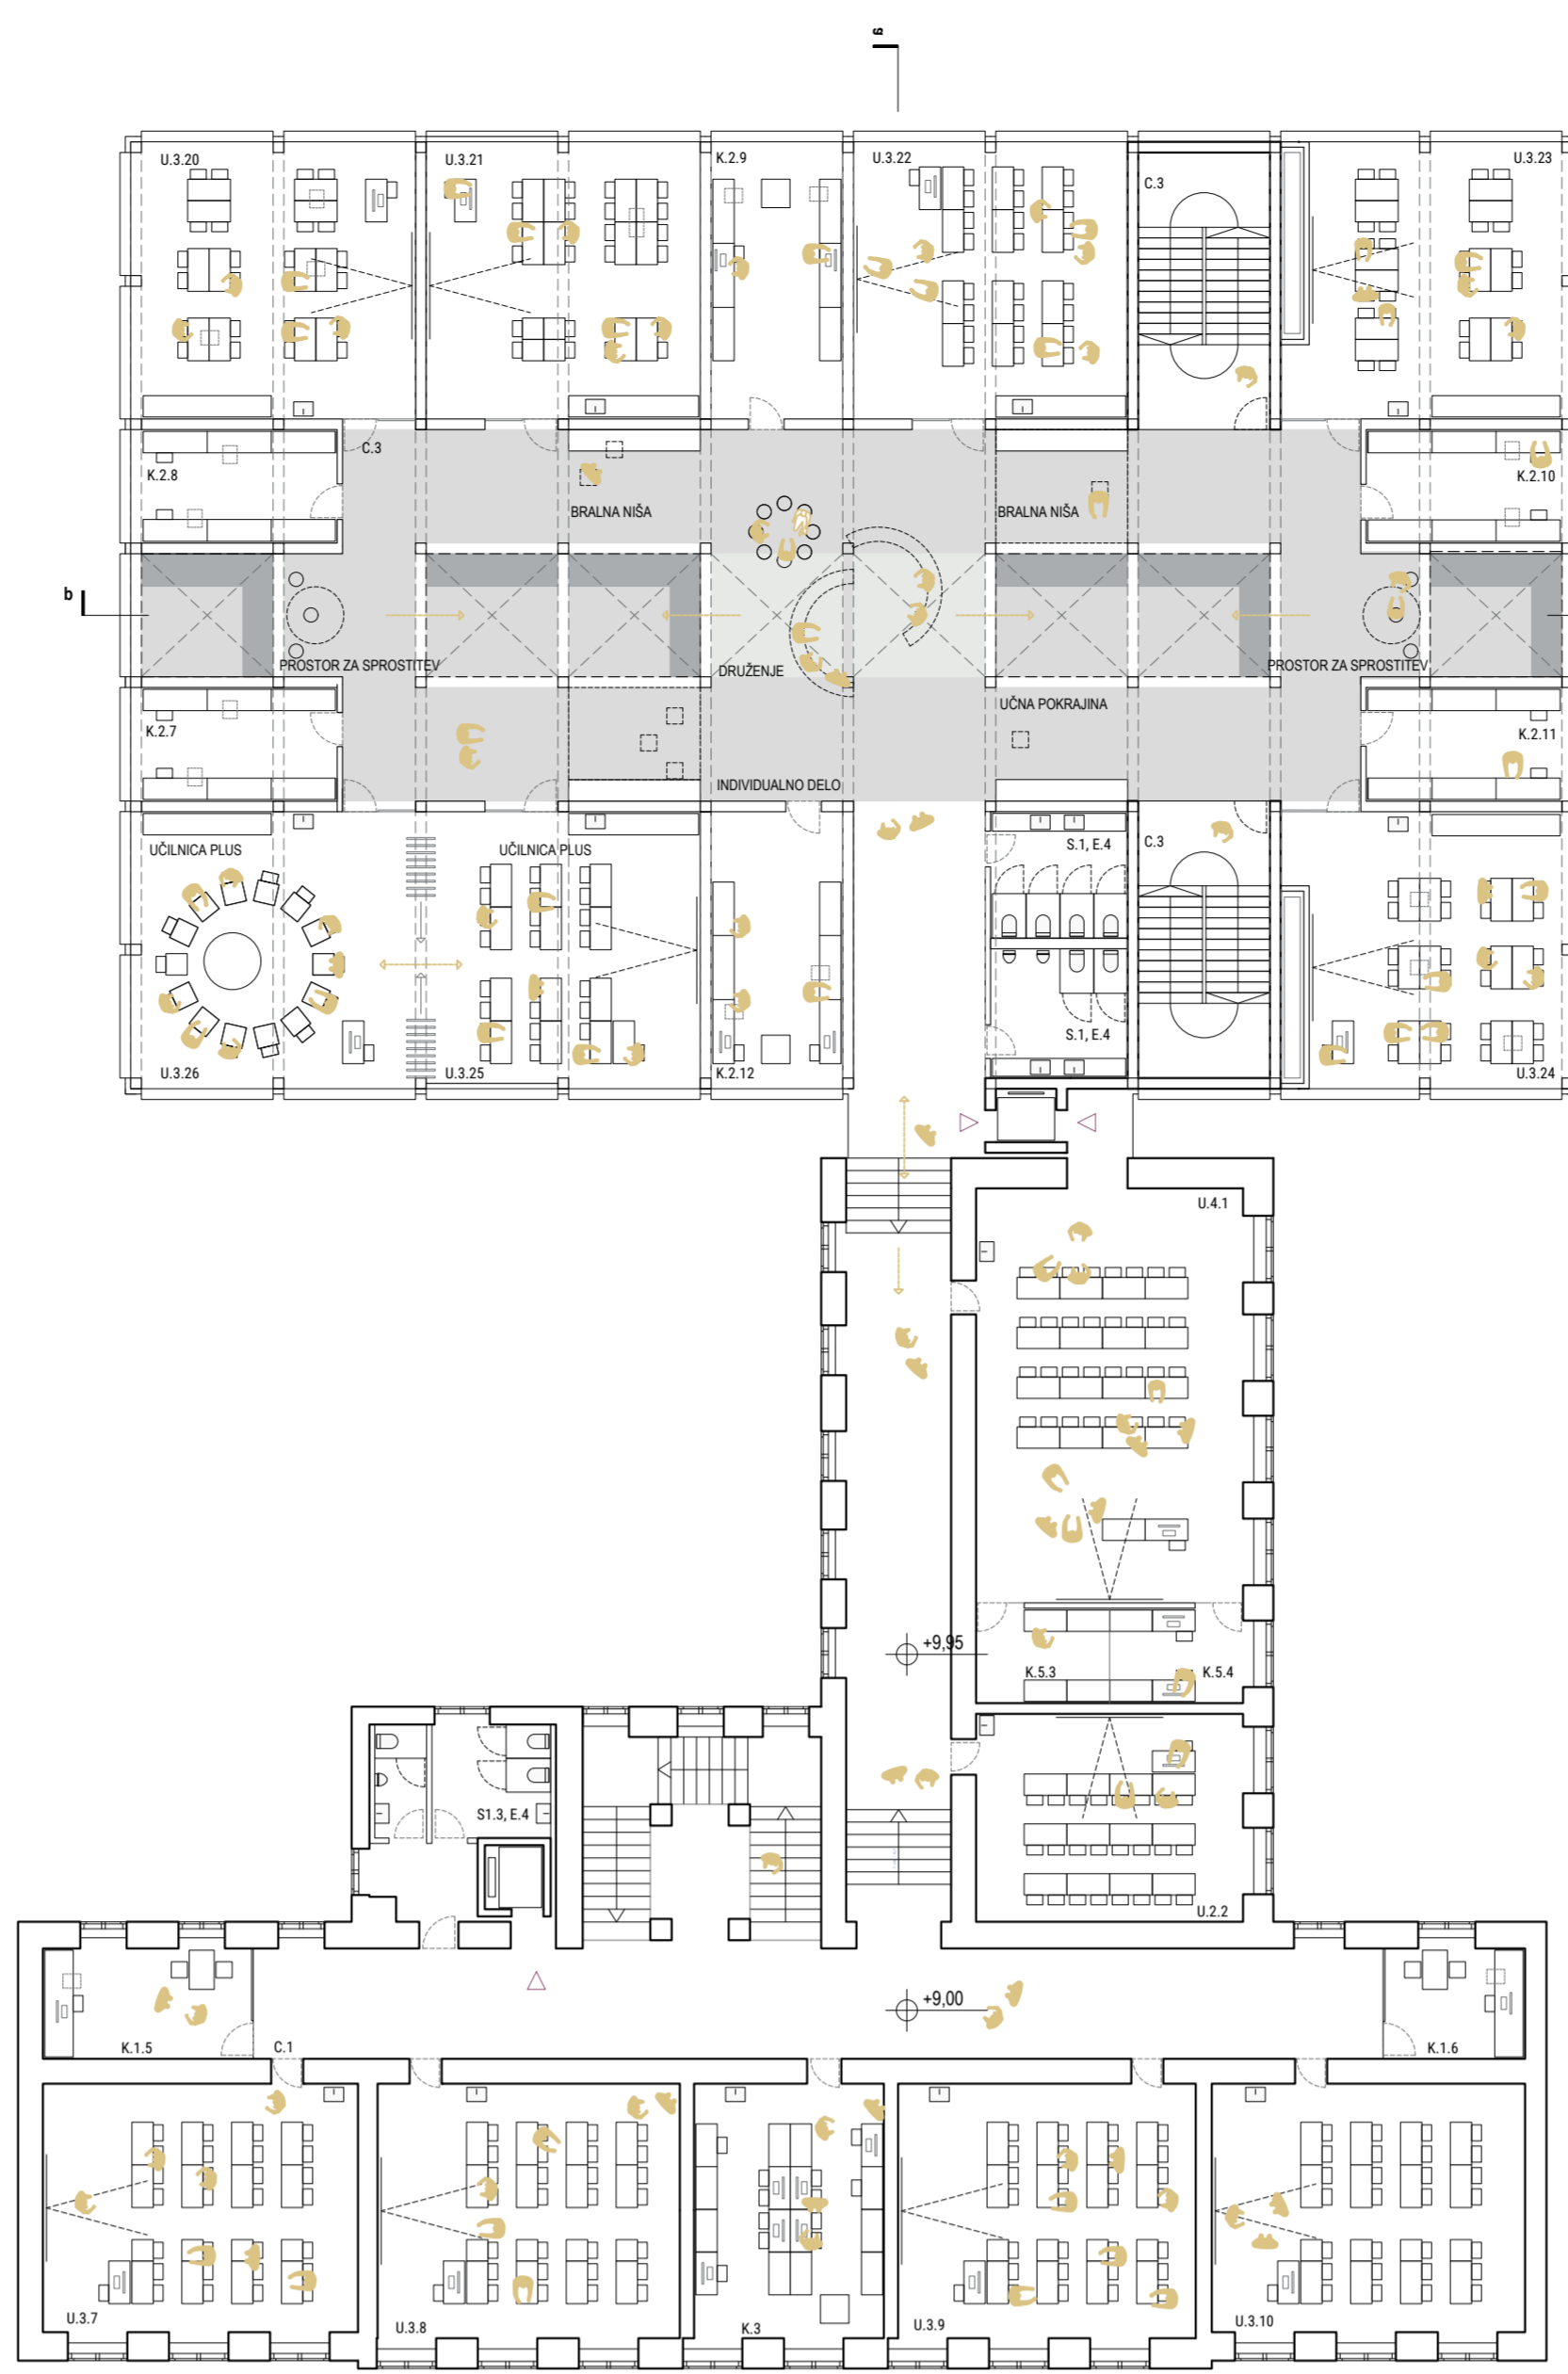 a
U.3.20
U.3.21
K.2.9
U.3.22
C.3
U.3.23
C.3
K.2.8
K.2.10
BRALNA NIŠA
BRALNA NIŠA
b
PROSTOR ZA SPROSTITEV
DRUŽENJE
PROSTOR ZA SPROSTITEV
UČNA POKRAJINA
K.2.7
K.2.11
INDIVIDUALNO DELO
UČILNICA PLUS
UČILNICA PLUS
S.1, E.4
C.3
S.1, E.4
U.3.26
U.3.25
K.2.12
U.3.24
U.4.1
+9,95
K.5.3
K.5.4
S1.3, E.4
U.2.2
+9,00
K.1.5
C.1
K.1.6
U.3.7
U.3.8
K.3
U.3.9
U.3.10